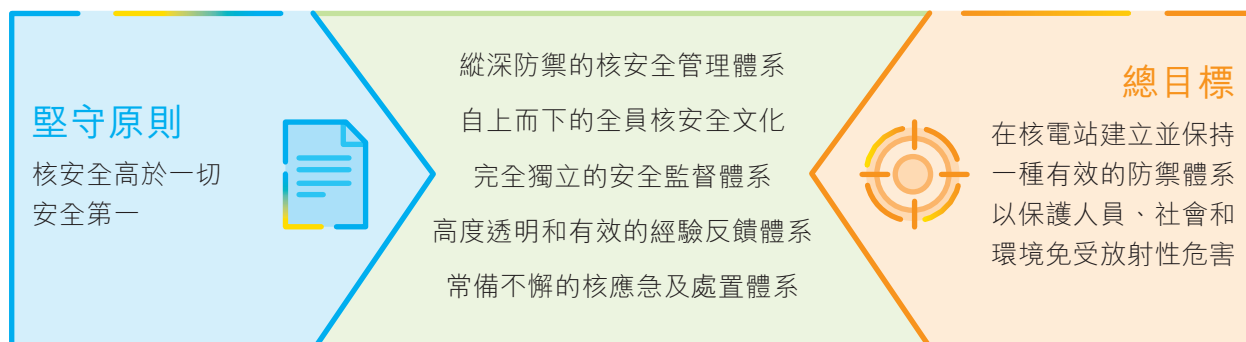 堅守原則
核安全高於一切
安全第一
縱深防禦的核安全管理體系
自上而下的全員核安全文化
完全獨立的安全監督體系
高度透明和有效的經驗反饋體系
常備不懈的核應急及處置體系
總目標
在核電站建立並保持
一種有效的防禦體系
以保護人員、社會和
環境免受放射性危害